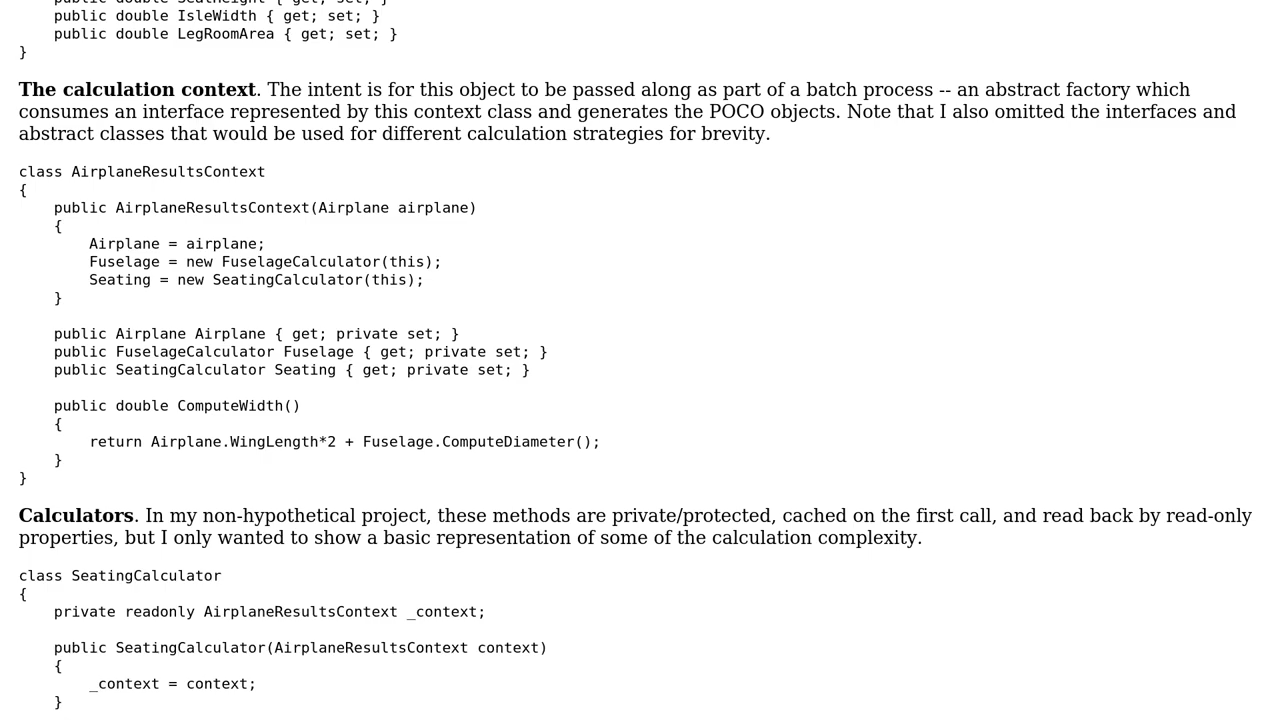 public double SeatHeight { get; set; }
    public double IsleWidth { get; set; }
    public double LegRoomArea { get; set; }
}
The calculation context. The intent is for this object to be passed along as part of a batch process -- an abstract factory which
consumes an interface represented by this context class and generates the POCO objects. Note that I also omitted the interfaces and
abstract classes that would be used for different calculation strategies for brevity.
class AirplaneResultsContext
{
    public AirplaneResultsContext(Airplane airplane)
    {
        Airplane = airplane;
        Fuselage = new FuselageCalculator(this);
        Seating = new SeatingCalculator(this);
    }
    public Airplane Airplane { get; private set; }
    public FuselageCalculator Fuselage { get; private set; }
    public SeatingCalculator Seating { get; private set; }
    public double ComputeWidth()
    {
        return Airplane.WingLength*2 + Fuselage.ComputeDiameter();
    }
}
Calculators. In my non-hypothetical project, these methods are private/protected, cached on the first call, and read back by read-only
properties, but I only wanted to show a basic representation of some of the calculation complexity.
class SeatingCalculator
{
    private readonly AirplaneResultsContext _context;
    public SeatingCalculator(AirplaneResultsContext context)
    {
        _context = context;
    }